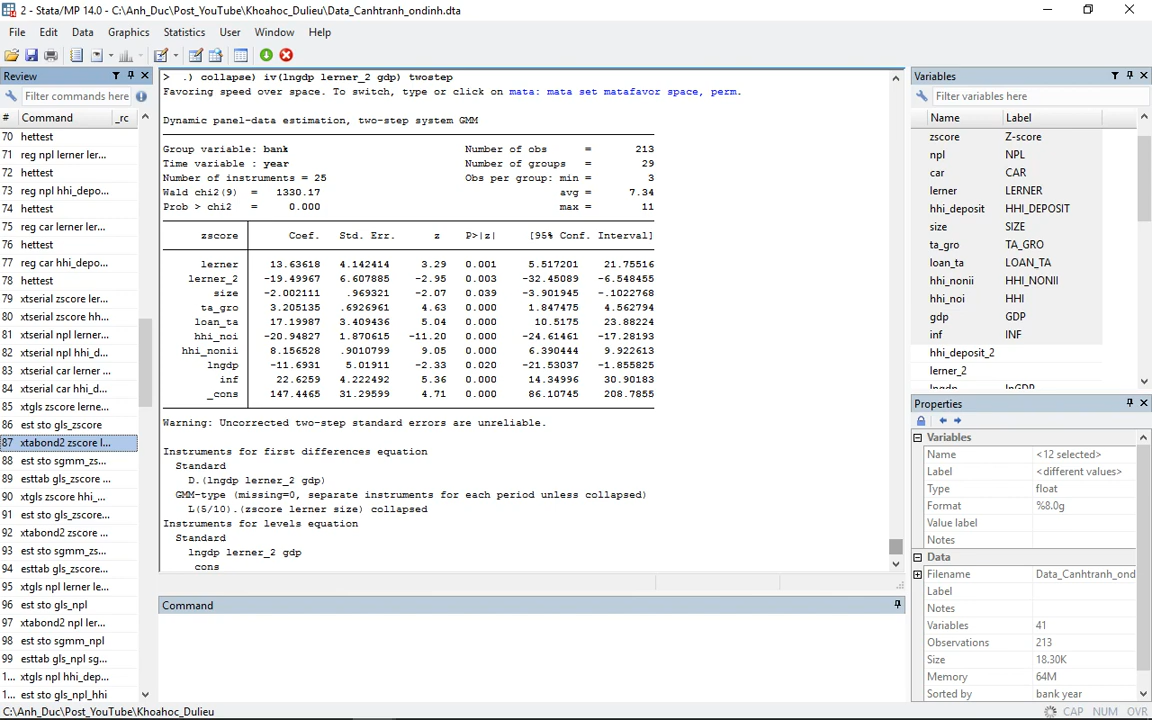 2 - Stata/MP 14.0 - C:\Anh_Duc\Post_YouTube\Khoahoc_Dulieu\Data_Canhtranh_ondinh.dta
File Edit Data Graphics Statistics User Window Help
Review
Filter commands here
# Command _rc
70 hettest
71 reg npl lerner ler...
72 hettest
73 reg npl hhi_depo...
74 hettest
75 reg car lerner ler...
76 hettest
77 reg car hhi_depo...
78 hettest
79 xtserial zscore ler...
80 xtserial zscore hh...
81 xtserial npl lerner...
82 xtserial npl hhi_d...
83 xtserial car lerner ...
84 xtserial car hhi_d...
85 xtgls zscore lerne...
86 est sto gls_zscore
87 xtabond2 zscore l...
88 est sto sgmm_zs...
89 esttab gls_zscore ...
90 xtgls zscore hhi_...
91 est sto gls_zscore...
92 xtabond2 zscore ...
93 est sto sgmm_zs...
94 esttab gls_zscore...
95 xtgls npl lerner le...
96 est sto gls_npl
97 xtabond2 npl ler...
98 est sto sgmm_npl
99 esttab gls_npl sg...
1... xtgls npl hhi_dep...
1... est sto gls_npl_hhi
> .) collapse) iv(lngdp lerner_2 gdp) twostep
Favoring speed over space. To switch, type or click on mata: mata set matafavor space, perm.
Dynamic panel-data estimation, two-step system GMM
Group variable: bank Number of obs = 213
Time variable : year Number of groups = 29
Number of instruments = 25 Obs per group: min = 3
Wald chi2(9) = 1330.17 avg = 7.34
Prob > chi2 = 0.000 max = 11
zscore Coef. Std. Err. z P>|z| [95% Conf. Interval]
lerner 13.63618 4.142414 3.29 0.001 5.517201 21.75516
lerner_2 -19.49967 6.607885 -2.95 0.003 -32.45089 -6.548455
size -2.002111 .969321 -2.07 0.039 -3.901945 -.1022768
ta_gro 3.205135 .6926961 4.63 0.000 1.847475 4.562794
loan_ta 17.19987 3.409436 5.04 0.000 10.5175 23.88224
hhi_noi -20.94827 1.870615 -11.20 0.000 -24.61461 -17.28193
hhi_nonii 8.156528 .9010799 9.05 0.000 6.390444 9.922613
lngdp -11.6931 5.01911 -2.33 0.020 -21.53037 -1.855825
inf 22.6259 4.222492 5.36 0.000 14.34996 30.90183
_cons 147.4465 31.29599 4.71 0.000 86.10745 208.7855
Warning: Uncorrected two-step standard errors are unreliable.
Instruments for first differences equation
Standard
D.(lngdp lerner_2 gdp)
GMM-type (missing=0, separate instruments for each period unless collapsed)
L(5/10).(zscore lerner size) collapsed
Instruments for levels equation
Standard
lngdp lerner_2 gdp
cons
Command
Variables
Filter variables here
Name Label
zscore Z-score
npl NPL
car CAR
lerner LERNER
hhi_deposit HHI_DEPOSIT
size SIZE
ta_gro TA_GRO
loan_ta LOAN_TA
hhi_nonii HHI_NONII
hhi_noi HHI
gdp GDP
inf INF
hhi_deposit_2
lerner_2
lngdp lnGDP
Properties
Variables
Name <12 selected>
Label <different values>
Type float
Format %8.0g
Value label
Notes
Data
Filename Data_Canhtranh_ond
Label
Notes
Variables 41
Observations 213
Size 18.30K
Memory 64M
Sorted by bank year
C:\Anh_Duc\Post_YouTube\Khoahoc_Dulieu
CAP NUM OVR